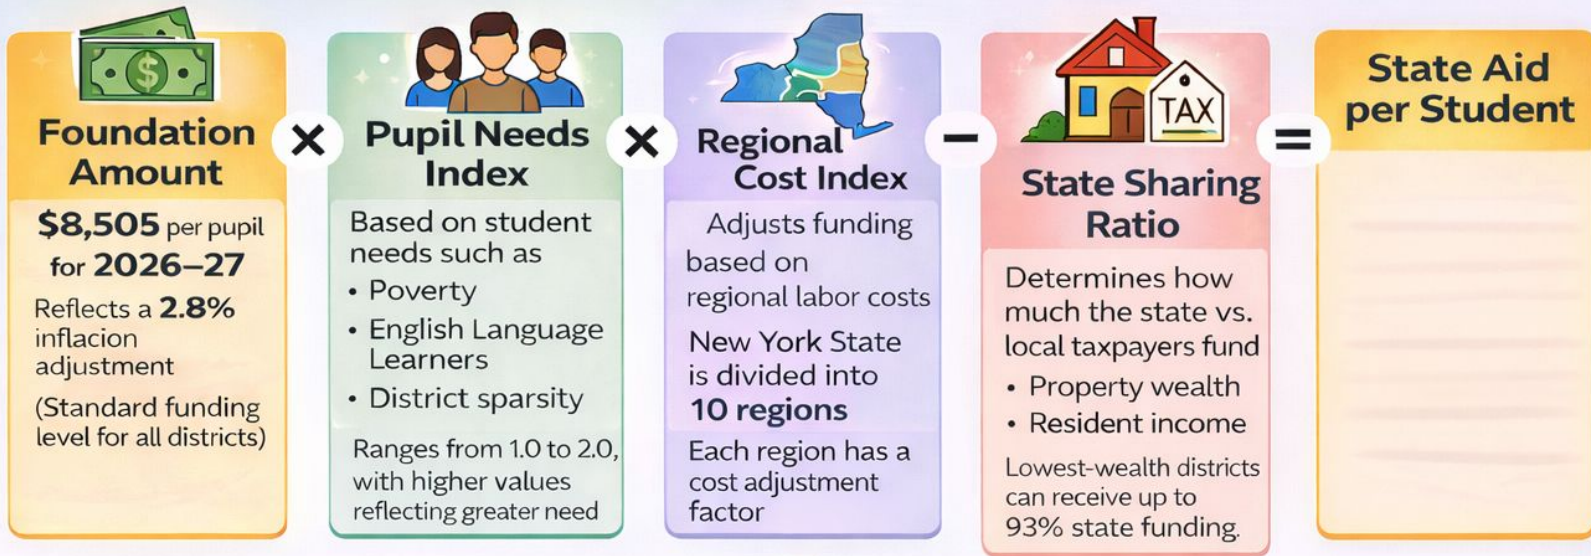 Foundation
Amount
$8,505 per pupil
for 2026–27
Reflects a 2.8%
inflacion
adjustment
(Standard funding
level for all districts)
×
Pupil Needs
Index
Based on student
needs such as
• Poverty
• English Language
Learners
• District sparsity
Ranges from 1.0 to 2.0,
with higher values
reflecting greater need
×
Regional
Cost Index
Adjusts funding
based on
regional labor costs
New York State
is divided into
10 regions
Each region has a
cost adjustment
factor
–
TAX
State Sharing
Ratio
Determines how
much the state vs.
local taxpayers fund
• Property wealth
• Resident income
Lowest-wealth districts
can receive up to
93% state funding.
=
State Aid
per Student
$